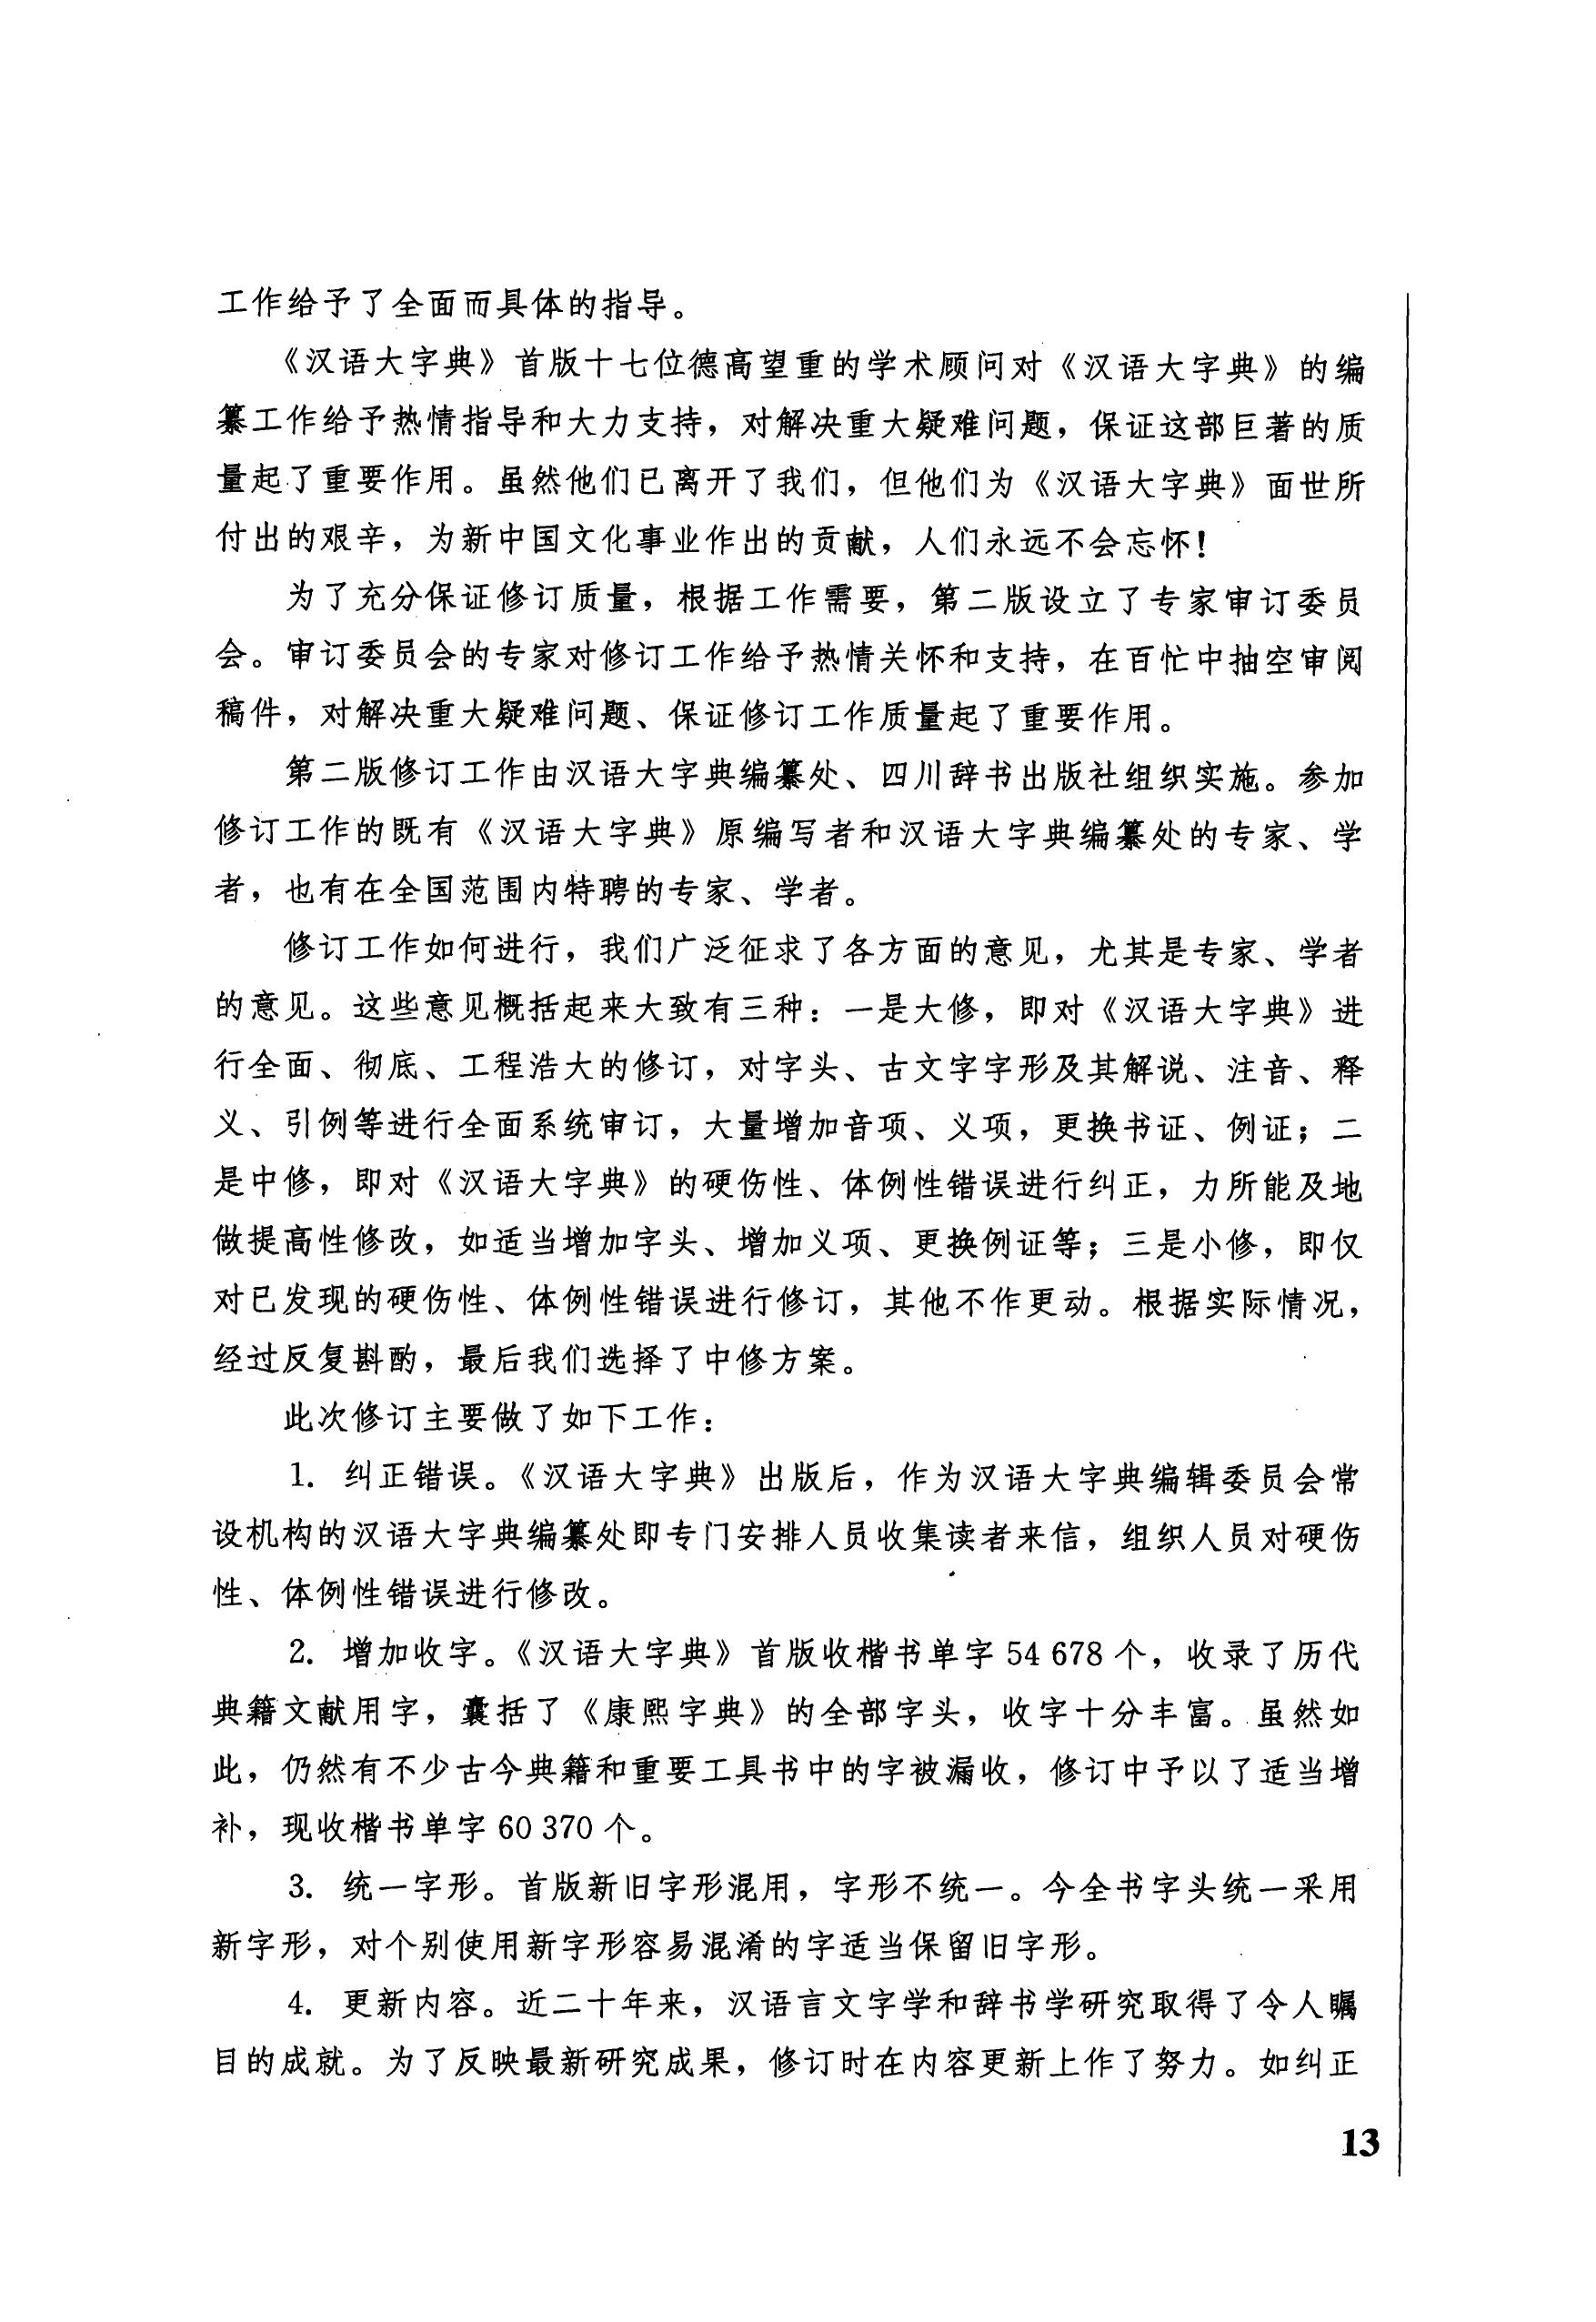 工作给予了全面而具体的指导。
《汉语大字典》首版十七位德高望重的学术顾问对《汉语大字典》的编
纂工作给予热情指导和大力支持，对解决重大疑难问题，保证这部巨著的质
量起了重要作用。虽然他们已离开了我们，但他们为《汉语大字典》面世所
付出的艰辛，为新中国文化事业作出的贡献，人们永远不会忘怀！
为了充分保证修订质量，根据工作需要，第二版设立了专家审订委员
会。审订委员会的专家对修订工作给予热情关怀和支持，在百忙中抽空审阅
稿件，对解决重大疑难问题、保证修订工作质量起了重要作用。
第二版修订工作由汉语大字典编纂处、四川辞书出版社组织实施。参加
修订工作的既有《汉语大字典》原编写者和汉语大字典编纂处的专家、学
者，也有在全国范围内特聘的专家、学者。
修订工作如何进行，我们广泛征求了各方面的意见，尤其是专家、学者
的意见。这些意见概括起来大致有三种：一是大修，即对《汉语大字典》进
行全面、彻底、工程浩大的修订，对字头、古文字字形及其解说、注音、释
义、引例等进行全面系统审订，大量增加音项、义项，更换书证、例证；二
是中修，即对《汉语大字典》的硬伤性、体例性错误进行纠正，力所能及地
做提高性修改，如适当增加字头、增加义项、更换例证等；三是小修，即仅
对已发现的硬伤性、体例性错误进行修订，其他不作更动。根据实际情况，
经过反复斟酌，最后我们选择了中修方案。
此次修订主要做了如下工作：
1. 纠正错误。《汉语大字典》出版后，作为汉语大字典编辑委员会常
设机构的汉语大字典编纂处即专门安排人员收集读者来信，组织人员对硬伤
性、体例性错误进行修改。
2. 增加收字。《汉语大字典》首版收楷书单字 54 678 个，收录了历代
典籍文献用字，囊括了《康熙字典》的全部字头，收字十分丰富。虽然如
此，仍然有不少古今典籍和重要工具书中的字被漏收，修订中予以了适当增
补，现收楷书单字 60 370 个。
3. 统一字形。首版新旧字形混用，字形不统一。今全书字头统一采用
新字形，对个别使用新字形容易混淆的字适当保留旧字形。
4. 更新内容。近二十年来，汉语言文字学和辞书学研究取得了令人瞩
目的成就。为了反映最新研究成果，修订时在内容更新上作了努力。如纠正
13